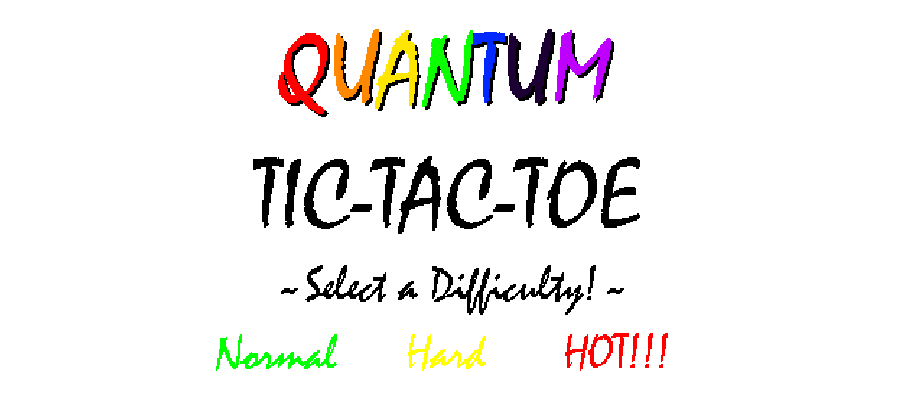 QUANTUM
TIC-TAC-TOE
~ Select a Difficulty! ~
Normal Hard HOT!!!